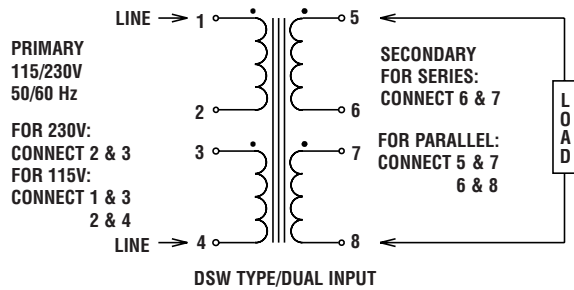 LINE
1
5
PRIMARY
115/230V
50/60 Hz
SECONDARY
FOR SERIES:
CONNECT 6 & 7
2
6
FOR 230V:
CONNECT 2 & 3
FOR 115V:
CONNECT 1 & 3
2 & 4
3
7
FOR PARALLEL:
CONNECT 5 & 7
6 & 8
LOAD
LINE
4
8
DSW TYPE/DUAL INPUT